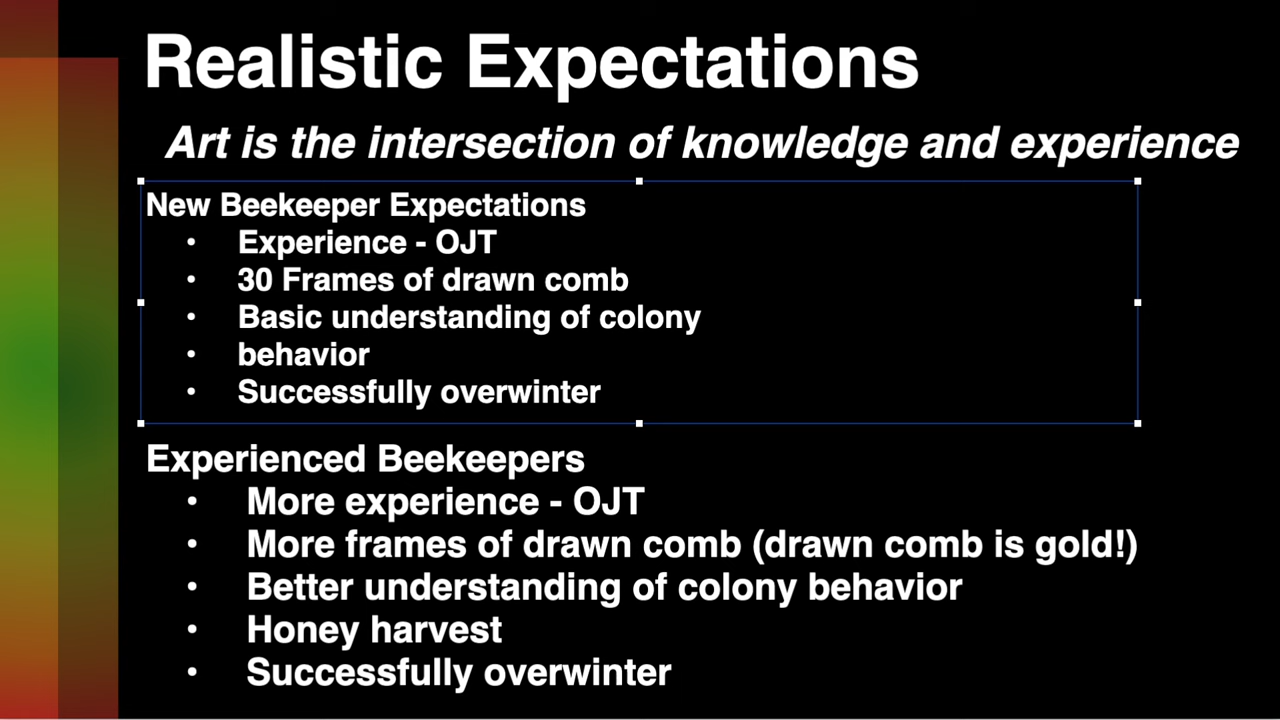 Realistic Expectations
Art is the intersection of knowledge and experience
New Beekeeper Expectations
• Experience - OJT
• 30 Frames of drawn comb
• Basic understanding of colony
• behavior
• Successfully overwinter
Experienced Beekeepers
• More experience - OJT
• More frames of drawn comb (drawn comb is gold!)
• Better understanding of colony behavior
• Honey harvest
• Successfully overwinter